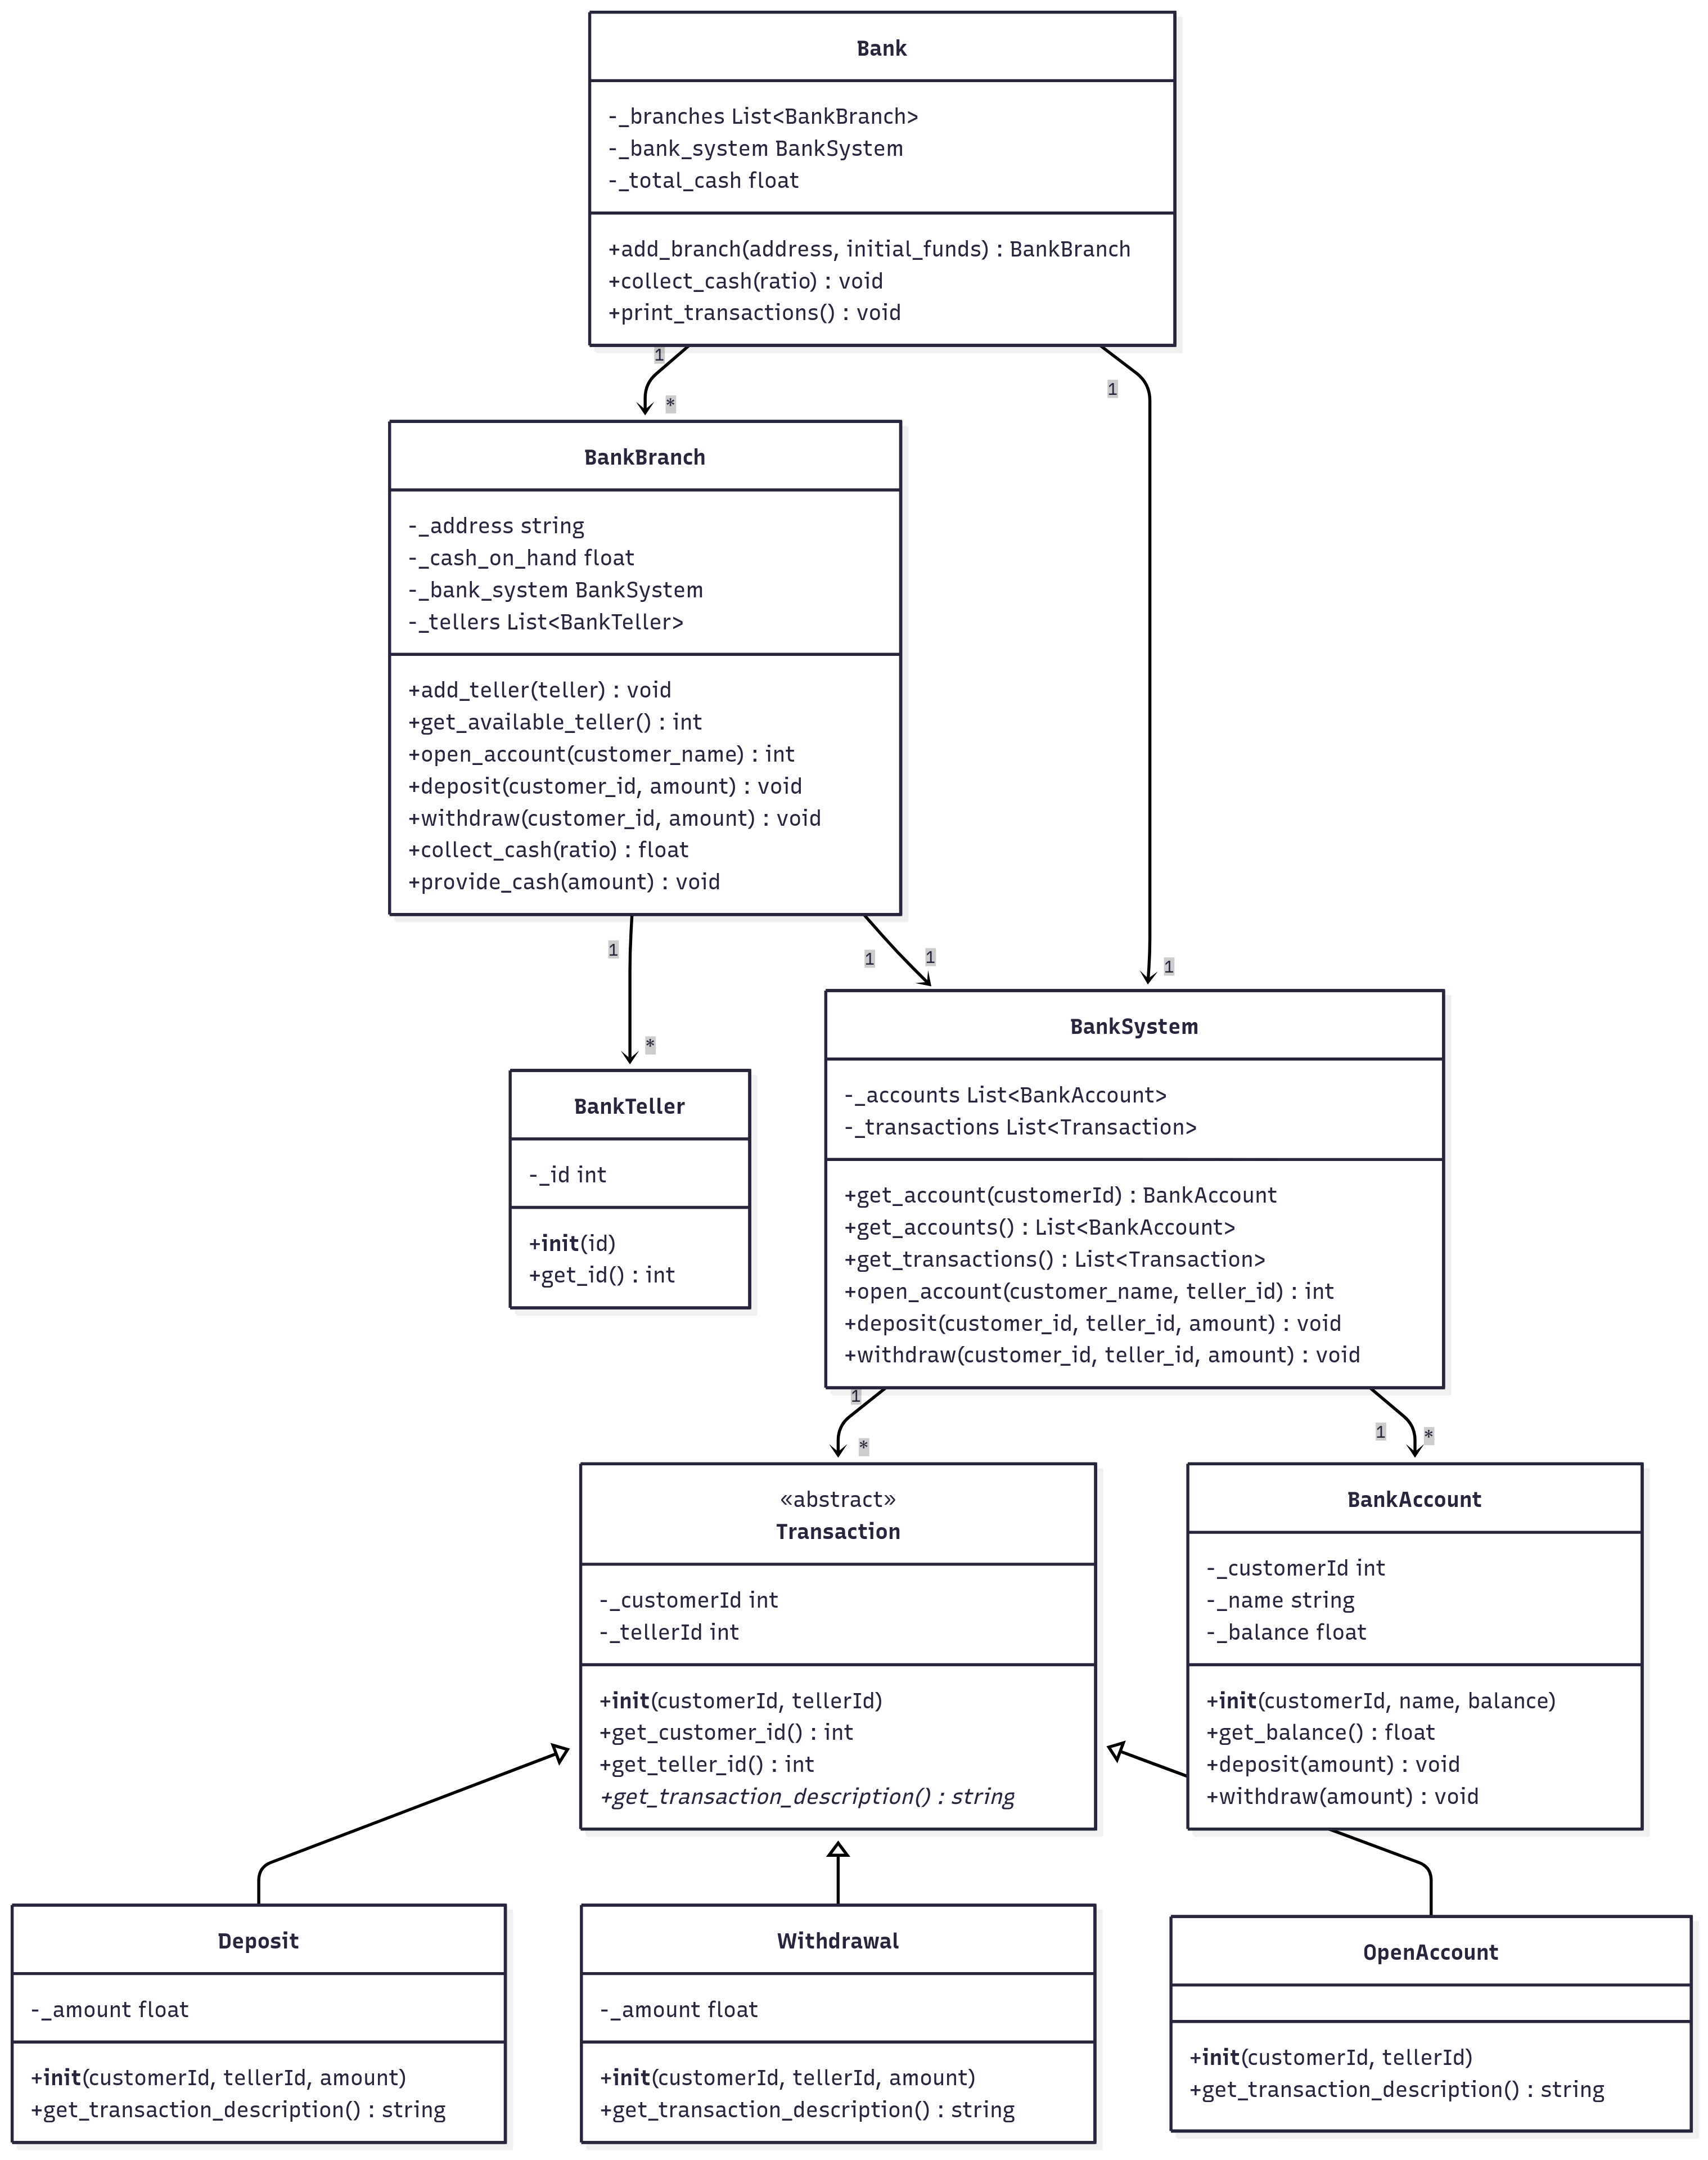 Bank
-_branches List<BankBranch>
-_bank_system BankSystem
-_total_cash float
+add_branch(address, initial_funds) : BankBranch
+collect_cash(ratio) : void
+print_transactions() : void
1
*
1
BankBranch
-_address string
-_cash_on_hand float
-_bank_system BankSystem
-_tellers List<BankTeller>
+add_teller(teller) : void
+get_available_teller() : int
+open_account(customer_name) : int
+deposit(customer_id, amount) : void
+withdraw(customer_id, amount) : void
+collect_cash(ratio) : float
+provide_cash(amount) : void
1
*
1
1
1
BankTeller
-_id int
+init(id)
+get_id() : int
BankSystem
-_accounts List<BankAccount>
-_transactions List<Transaction>
+get_account(customerId) : BankAccount
+get_accounts() : List<BankAccount>
+get_transactions() : List<Transaction>
+open_account(customer_name, teller_id) : int
+deposit(customer_id, teller_id, amount) : void
+withdraw(customer_id, teller_id, amount) : void
1
*
1
*
«abstract»
Transaction
-_customerId int
-_tellerId int
+init(customerId, tellerId)
+get_customer_id() : int
+get_teller_id() : int
+get_transaction_description() : string
BankAccount
-_customerId int
-_name string
-_balance float
+init(customerId, name, balance)
+get_balance() : float
+deposit(amount) : void
+withdraw(amount) : void
Deposit
-_amount float
+init(customerId, tellerId, amount)
+get_transaction_description() : string
Withdrawal
-_amount float
+init(customerId, tellerId, amount)
+get_transaction_description() : string
OpenAccount
+init(customerId, tellerId)
+get_transaction_description() : string